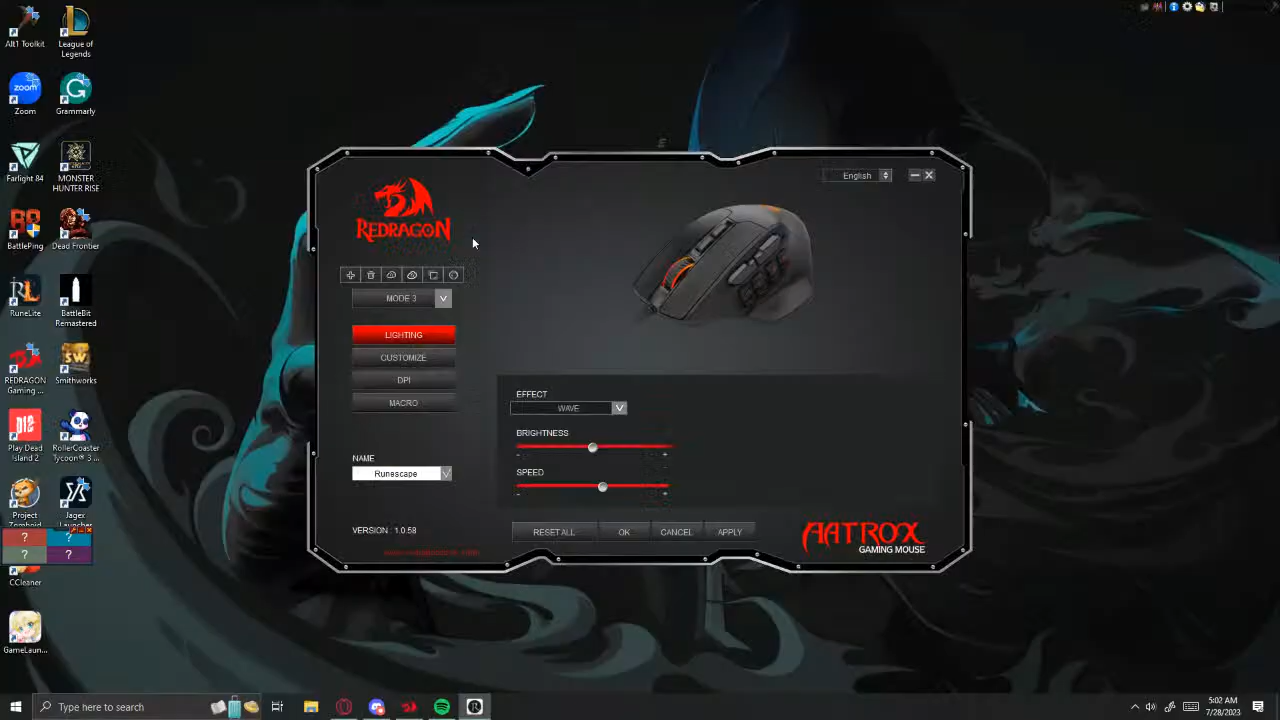 Alt1 Toolkit
League of
Legends
Zoom
Grammarly
Farlight 84
MONSTER
HUNTER RISE
BattlePing
Dead Frontier
RuneLite
BattleBit
Remastered
REDRAGON
Gaming ...
Smithworks
Play Dead
Island 2
RollerCoaster
Tycoon® 3 ...
Project
Zomboid
Jagex
Launcher
? ?
? ?
CCleaner
GameLaun...
REDRAGON
English
MODE 3
LIGHTING
CUSTOMIZE
DPI
MACRO
NAME
Runescape
VERSION : 1.0.58
EFFECT
WAVE
BRIGHTNESS
- +
SPEED
- +
RESET ALL OK CANCEL APPLY
AATROX
GAMING MOUSE
Type here to search
5:02 AM
7/28/2023